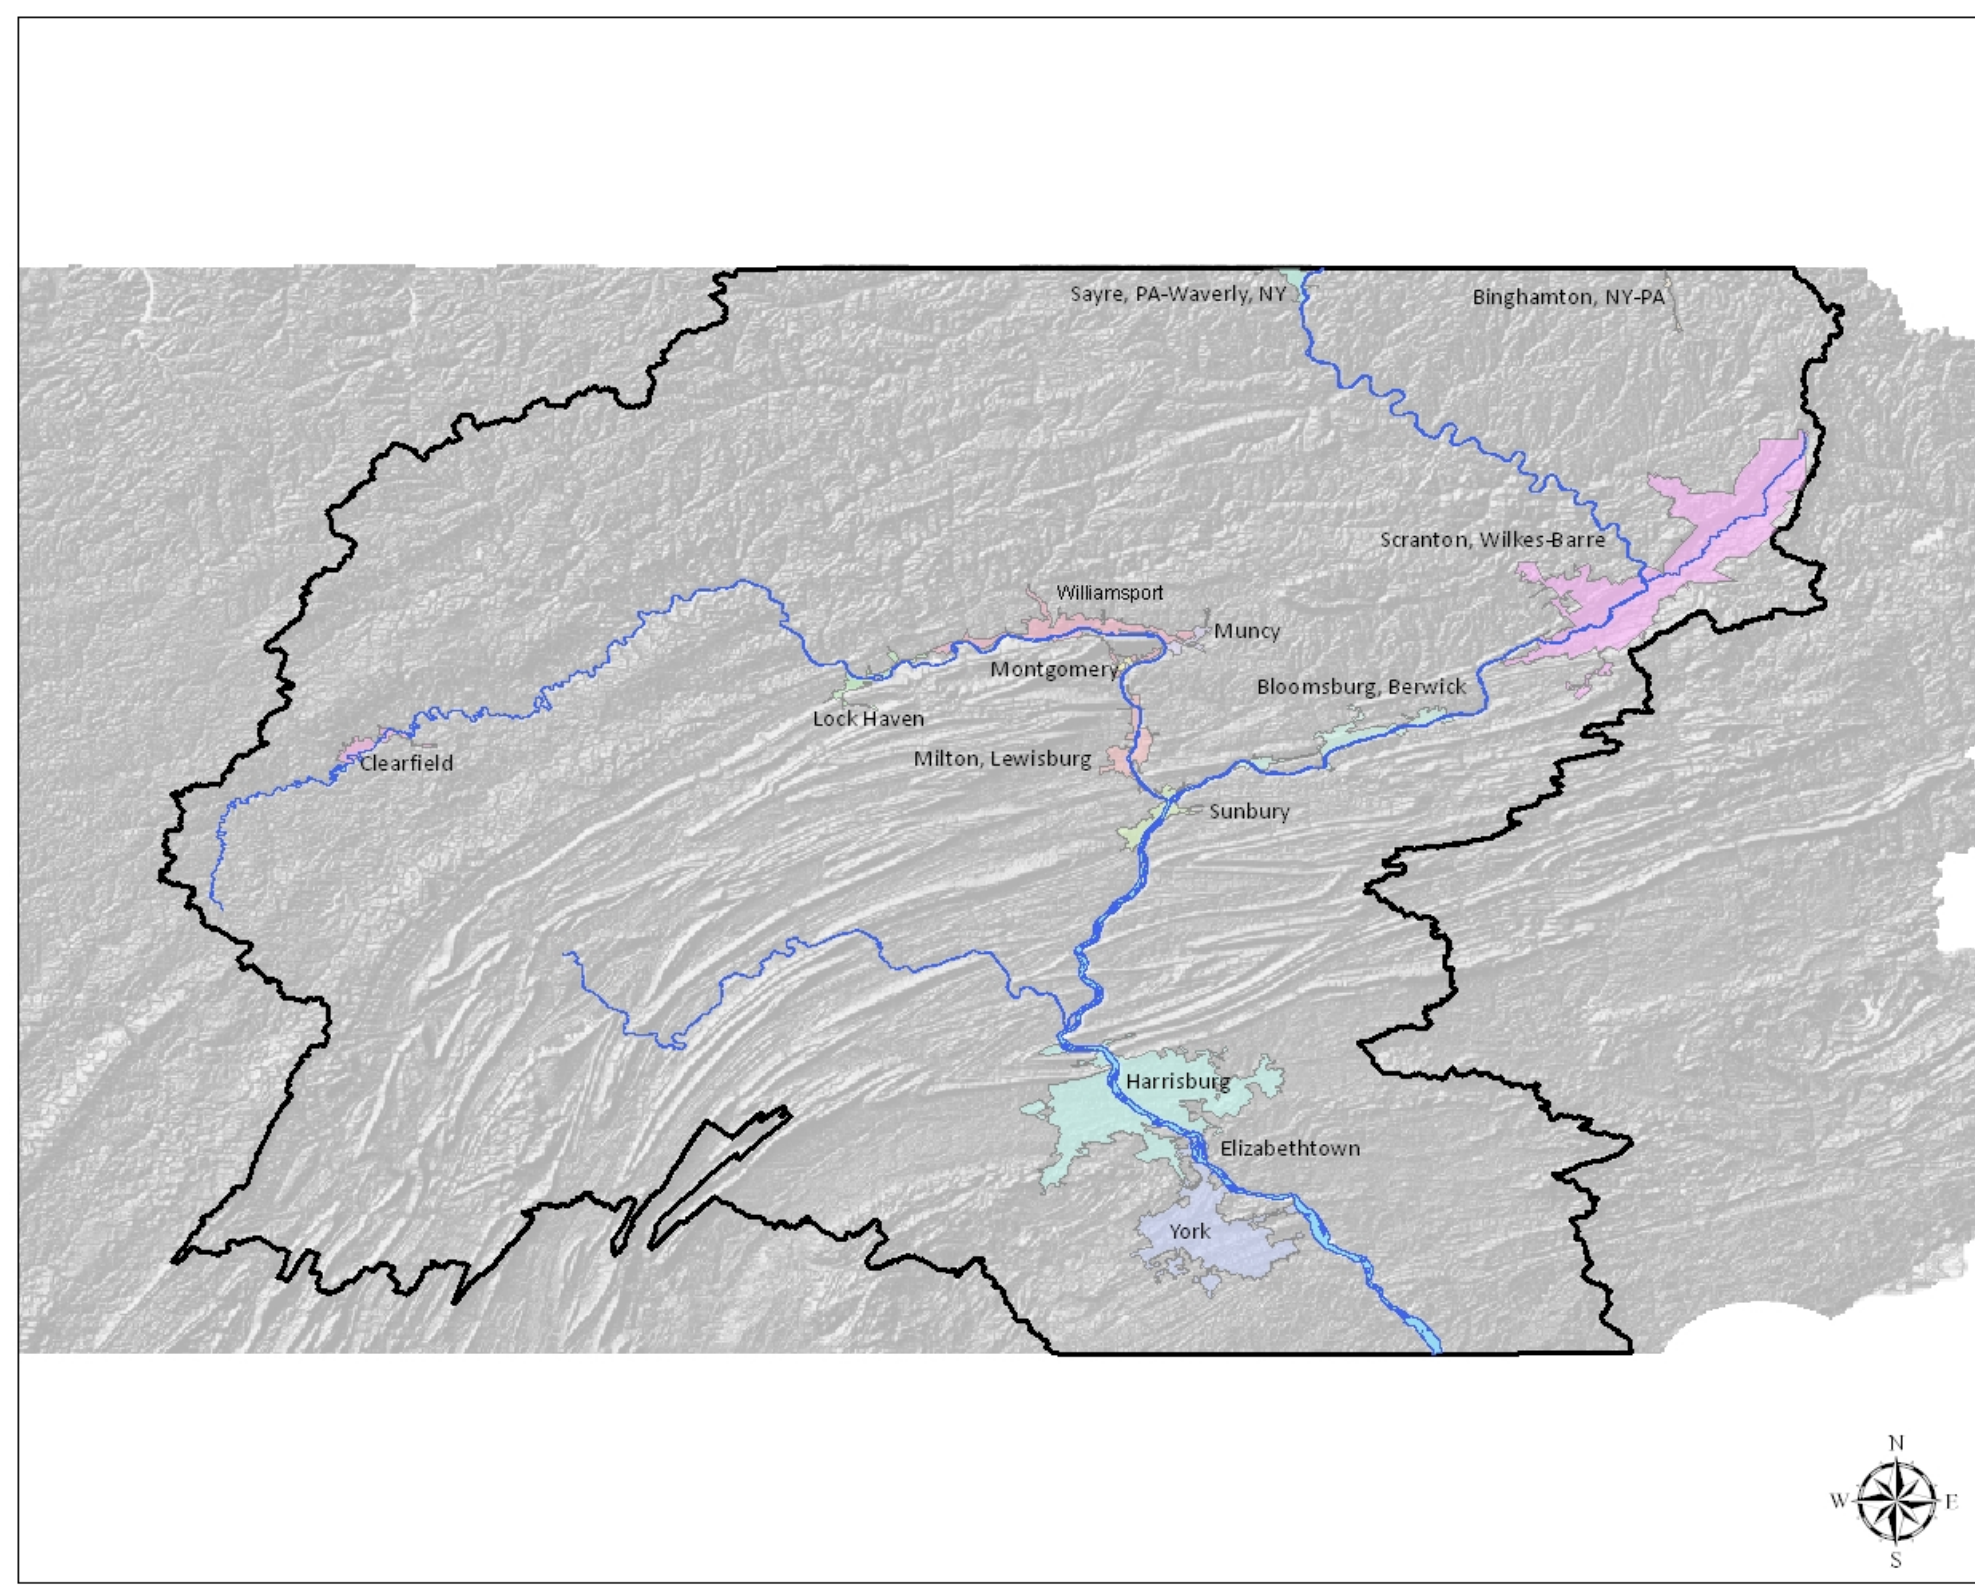 Sayre, PA-Waverly, NY
Binghamton, NY-PA
Scranton, Wilkes-Barre
Williamsport
Muncy
Montgomery
Bloomsburg, Berwick
Lock Haven
Milton, Lewisburg
Clearfield
Sunbury
Harrisburg
Elizabethtown
York
N
W E
S